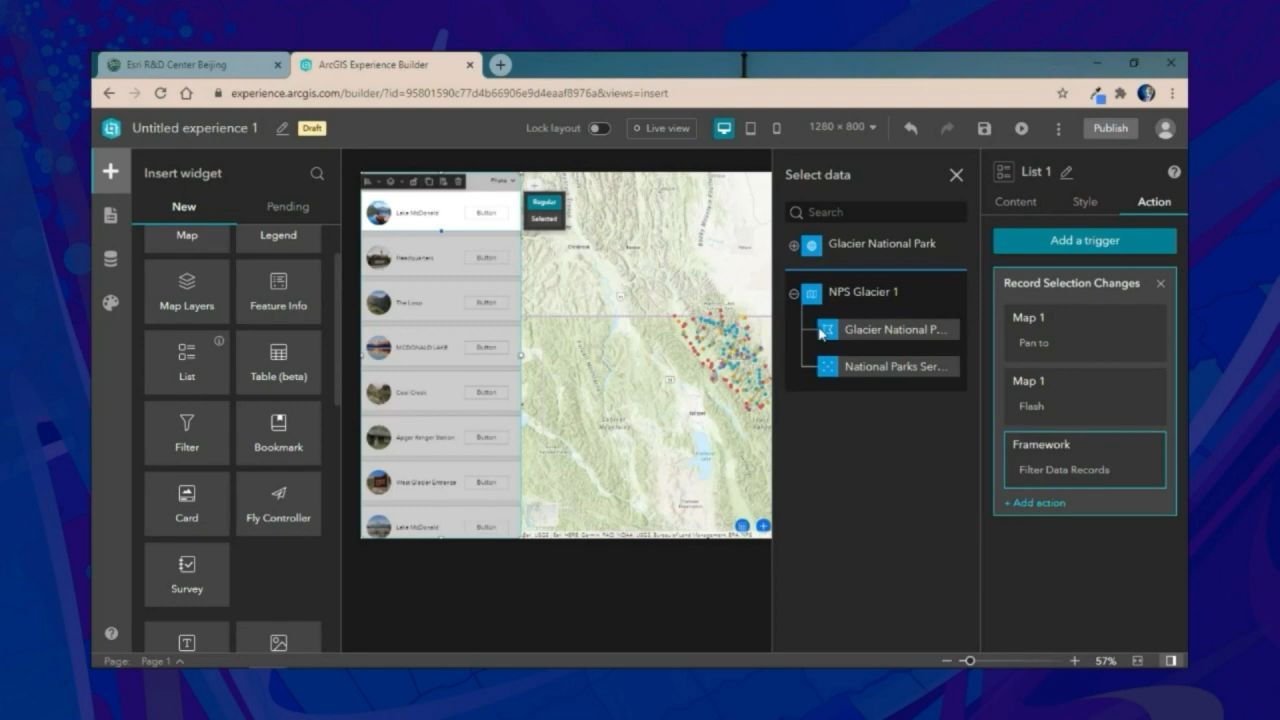 Esri R&D Center Beijing
ArcGIS Experience Builder
experience.arcgis.com/builder/?id=95801590c77d4b66906e9d4eaaf8976a&views=insert
Untitled experience 1
Draft
Lock layout
Live view
1280 × 800
Publish
Insert widget
New
Pending
Map
Legend
Map Layers
Feature Info
List
Table (beta)
Filter
Bookmark
Card
Fly Controller
Survey
Lake McDonald
Button
Headquarters
Button
The Loop
Button
MCDONALD LAKE
Button
Button
Apgar Ranger Station
Button
West Glacier Entrance
Button
Lake McDonald
Button
Regular
Selected
Select data
Search
Glacier National Park
NPS Glacier 1
Glacier National P...
National Parks Ser...
List 1
Content
Style
Action
Add a trigger
Record Selection Changes
Map 1
Pan to
Map 1
Flash
Framework
Filter Data Records
+ Add action
Page:
Page 1
57%